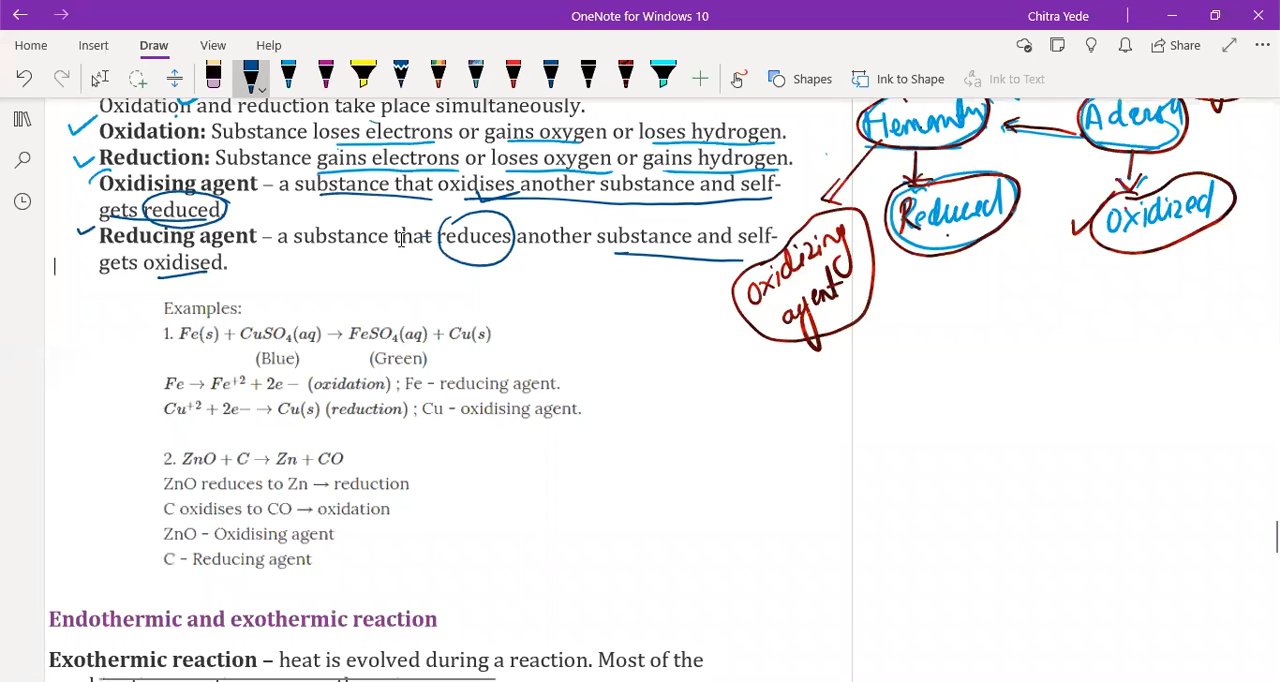 OneNote for Windows 10
Chitra Yede
Home Insert Draw View Help
Share
Shapes
Ink to Shape
Ink to Text
Oxidation and reduction take place simultaneously.
Oxidation: Substance loses electrons or gains oxygen or loses hydrogen.
Reduction: Substance gains electrons or loses oxygen or gains hydrogen.
Oxidising agent – a substance that oxidises another substance and self-
gets reduced.
Reducing agent – a substance that reduces another substance and self-
gets oxidised.
Examples:
1. Fe(s) + CuSO₄(aq) → FeSO₄(aq) + Cu(s)
(Blue) (Green)
Fe → Fe⁺² + 2e − (oxidation) ; Fe – reducing agent.
Cu⁺² + 2e− → Cu(s) (reduction) ; Cu – oxidising agent.
2. ZnO + C → Zn + CO
ZnO reduces to Zn → reduction
C oxidises to CO → oxidation
ZnO – Oxidising agent
C – Reducing agent
Endothermic and exothermic reaction
Exothermic reaction – heat is evolved during a reaction. Most of the
Reduced
Oxidized
Oxidizing
agent